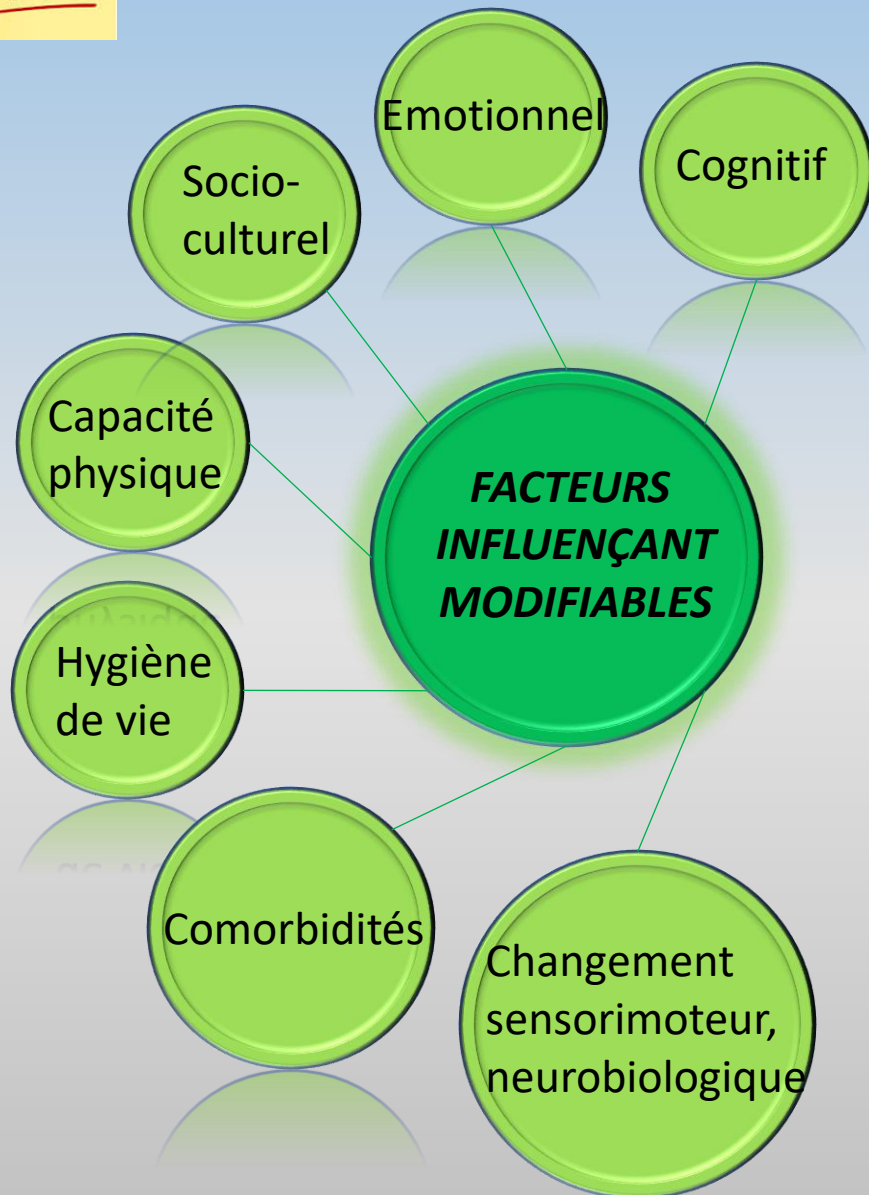 Emotionnel
Cognitif
Socio-
culturel
Capacité
physique
FACTEURS
INFLUENÇANT
MODIFIABLES
Hygiène
de vie
Comorbidités
Changement
sensorimoteur,
neurobiologique